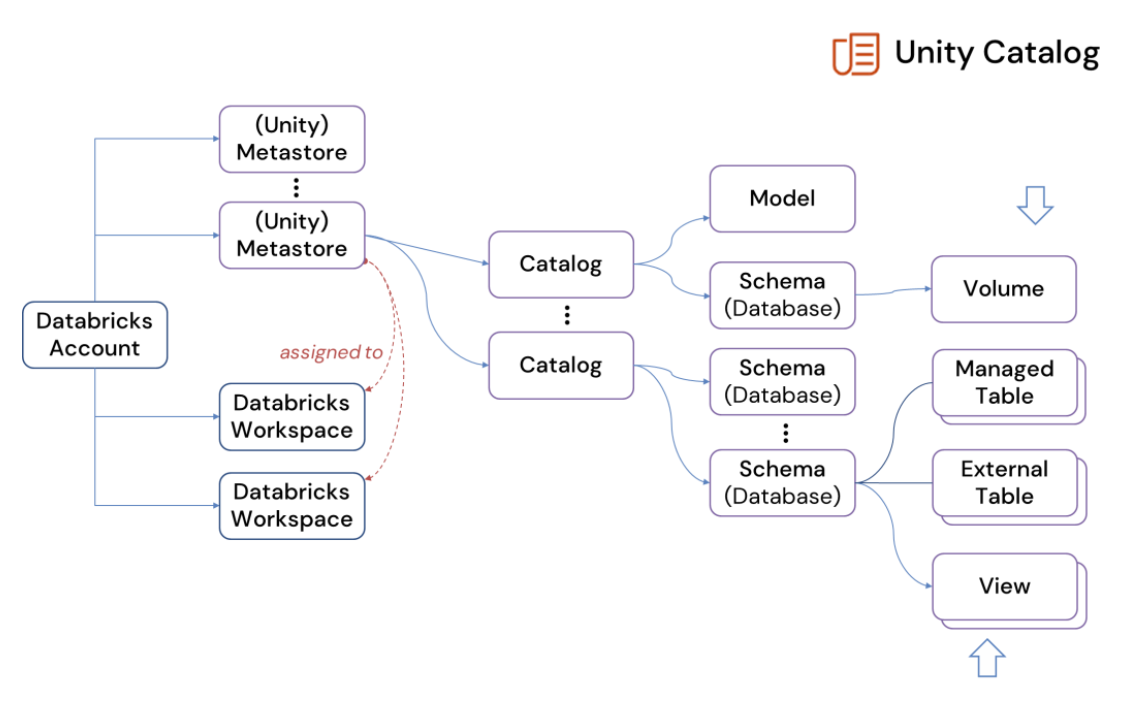 Unity Catalog
(Unity)
Metastore
(Unity)
Metastore
Databricks
Account
assigned to
Databricks
Workspace
Databricks
Workspace
Catalog
Catalog
Model
Schema
(Database)
Schema
(Database)
Schema
(Database)
Volume
Managed
Table
External
Table
View